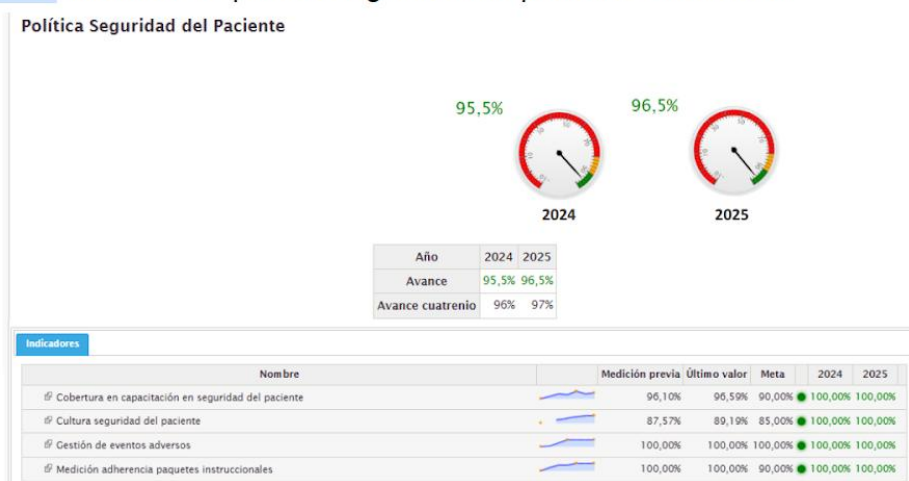 Política Seguridad del Paciente
95,5%
96,5%
2024
2025
Año 2024 2025
Avance 95,5% 96,5%
Avance cuatrenio 96% 97%
Indicadores
Nombre Medición previa Último valor Meta 2024 2025
Cobertura en capacitación en seguridad del paciente 96,10% 96,59% 90,00% 100,00% 100,00%
Cultura seguridad del paciente 87,57% 89,19% 85,00% 100,00% 100,00%
Gestión de eventos adversos 100,00% 100,00% 100,00% 100,00% 100,00%
Medición adherencia paquetes instruccionales 100,00% 100,00% 90,00% 100,00% 100,00%